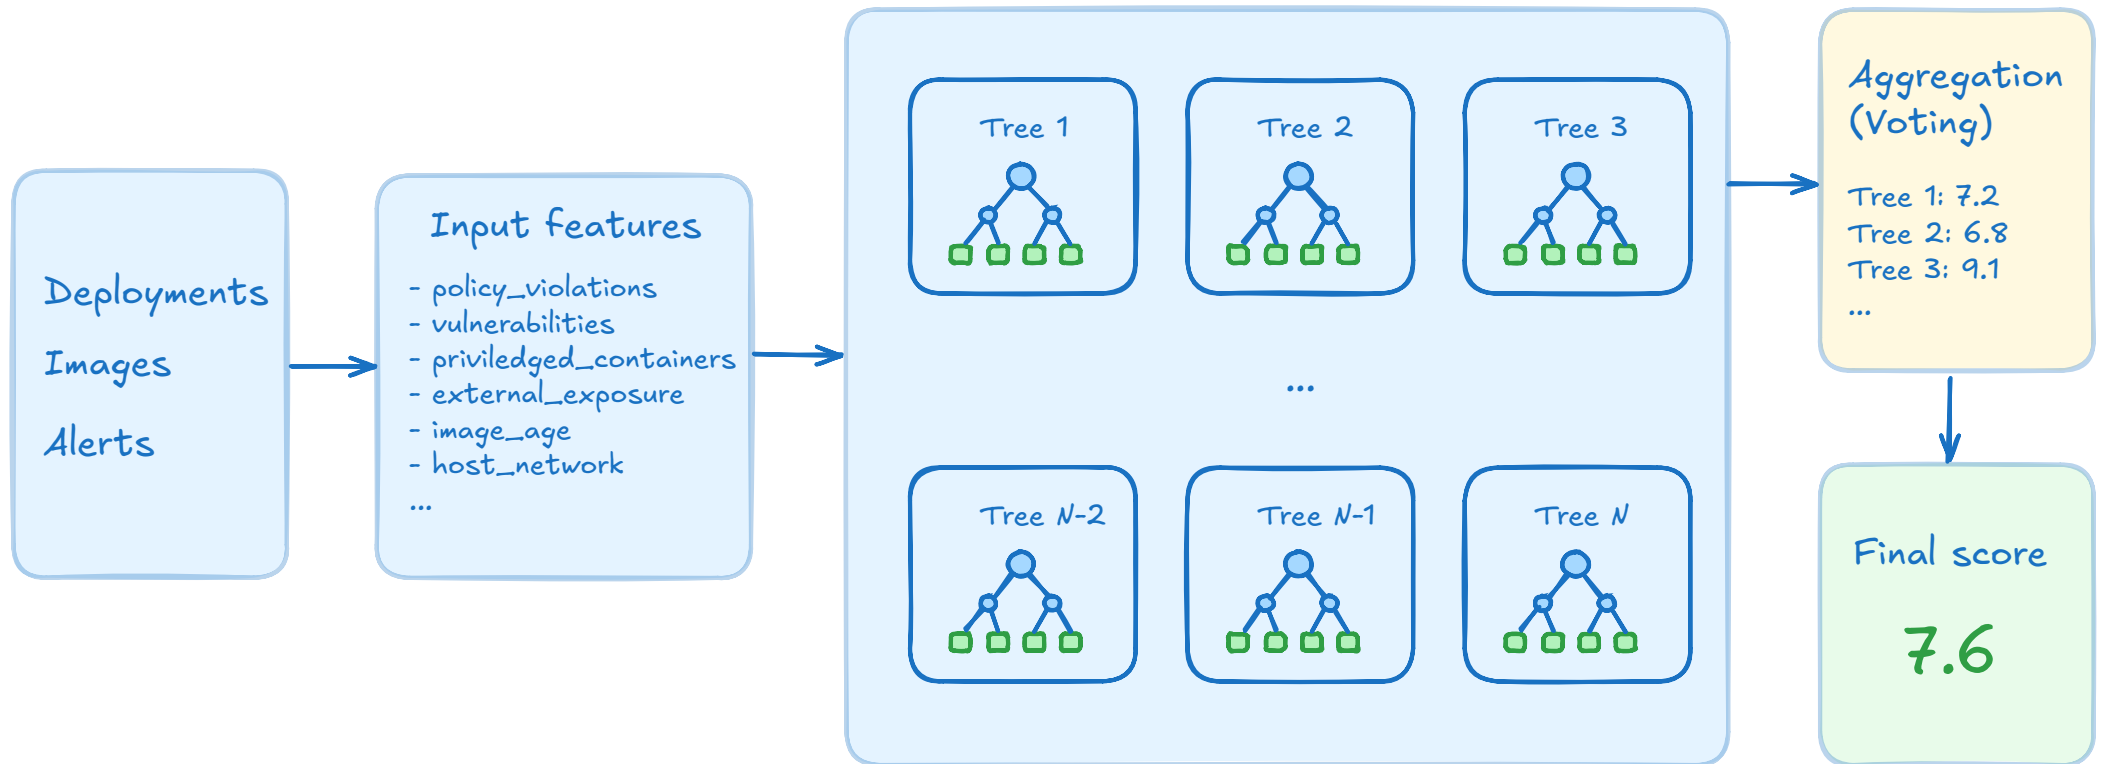 Deployments
Images
Alerts
Input features
- policy_violations
- vulnerabilities
- priviledged_containers
- external_exposure
- image_age
- host_network
...
Tree 1
Tree 2
Tree 3
...
Tree N-2
Tree N-1
Tree N
Aggregation
(Voting)
Tree 1: 7.2
Tree 2: 6.8
Tree 3: 9.1
...
Final score
7.6